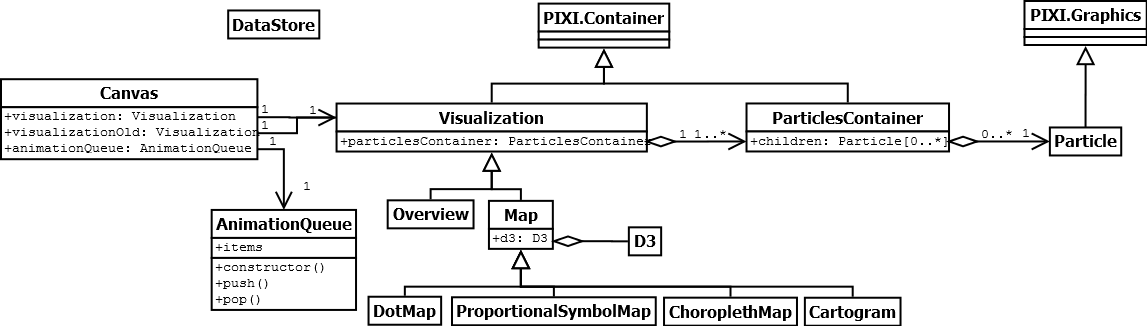 PIXI.Container
PIXI.Graphics
DataStore
Canvas
+visualization: Visualization
+visualizationOld: Visualization
+animationQueue: AnimationQueue
1
1
1
1
1
Visualization
+particlesContainer: ParticlesContainer
1 1..*
ParticlesContainer
+children: Particle[0..*]
0..* 1
Particle
AnimationQueue
+items
+constructor()
+push()
+pop()
Overview
Map
+d3: D3
D3
DotMap
ProportionalSymbolMap
ChoroplethMap
Cartogram